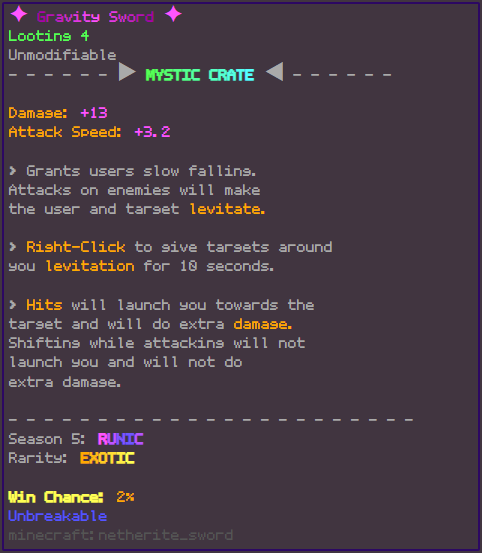 ✦ Gravity Sword ✦
Looting 4
Unmodifiable
- - - - - - ▶ MYSTIC CRATE ◀ - - - - - -
Damage: +13
Attack Speed: +3.2
> Grants users slow falling.
Attacks on enemies will make
the user and target levitate.
> Right-Click to give targets around
you levitation for 10 seconds.
> Hits will launch you towards the
target and will do extra damage.
Shifting while attacking will not
launch you and will not do
extra damage.
- - - - - - - - - - - - - - - - - - - - - - - -
Season 5: RUNIC
Rarity: EXOTIC
Win Chance: 2%
Unbreakable
minecraft:netherite_sword